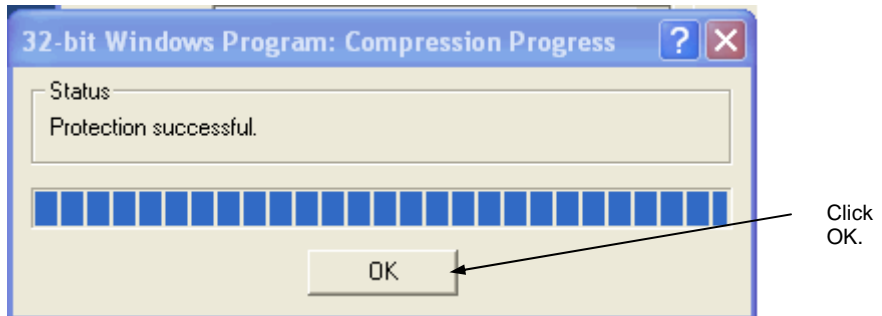 32-bit Windows Program: Compression Progress
Status
Protection successful.
OK
Click
OK.